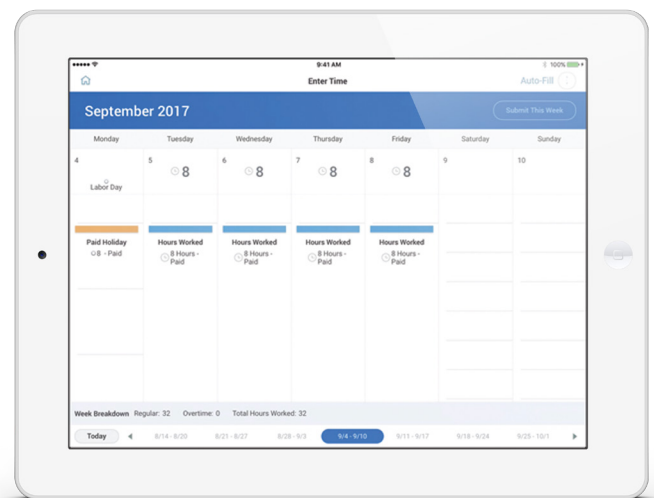 9:41 AM
100%
Enter Time
Auto-Fill
September 2017
Submit This Week
Monday Tuesday Wednesday Thursday Friday Saturday Sunday
4 5 6 7 8 9 10
8 8 8 8
Labor Day
Paid Holiday Hours Worked Hours Worked Hours Worked Hours Worked
8 - Paid 8 Hours - 8 Hours - 8 Hours - 8 Hours -
Paid Paid Paid Paid
Week Breakdown Regular: 32 Overtime: 0 Total Hours Worked: 32
Today 8/14 - 8/20 8/21 - 8/27 8/28 - 9/3 9/4 - 9/10 9/11 - 9/17 9/18 - 9/24 9/25 - 10/1